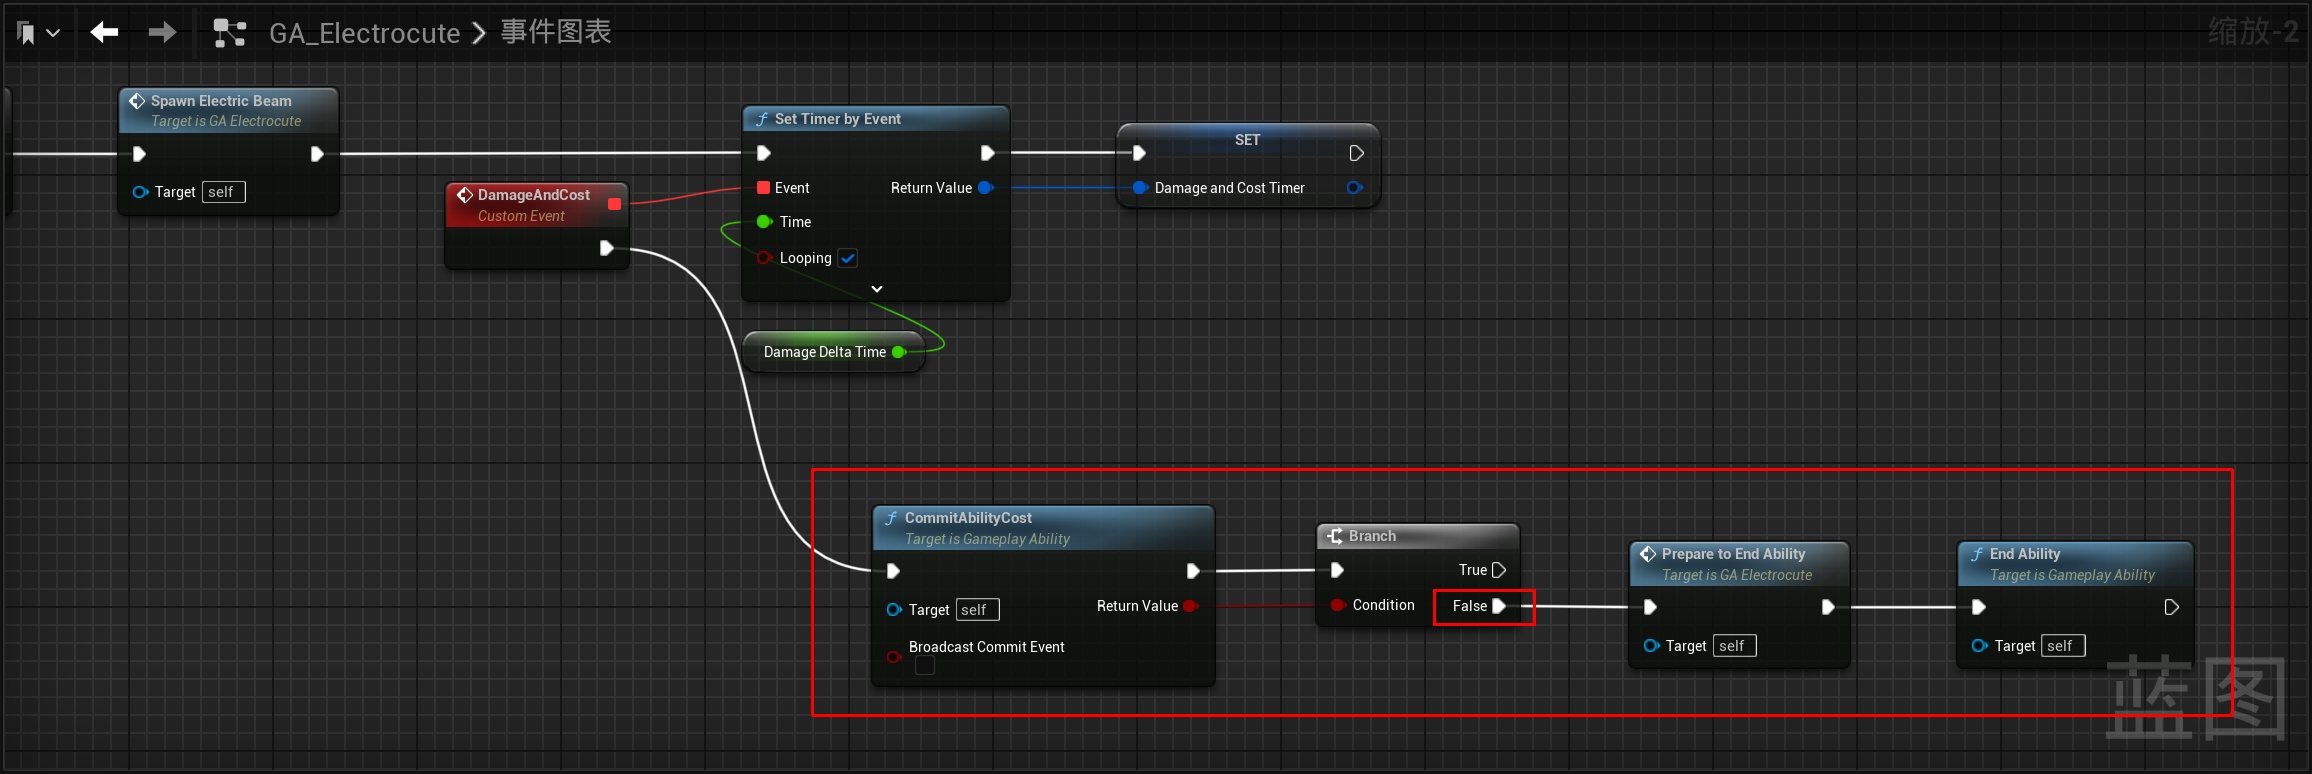 GA_Electrocute > 事件图表
缩放-2
Spawn Electric Beam
Target is GA Electrocute
Target self
DamageAndCost
Custom Event
Set Timer by Event
Event
Return Value
Time
Looping
SET
Damage and Cost Timer
Damage Delta Time
CommitAbilityCost
Target is Gameplay Ability
Target self
Return Value
Broadcast Commit Event
Branch
True
Condition
False
Prepare to End Ability
Target is GA Electrocute
Target self
End Ability
Target is Gameplay Ability
Target self
蓝图